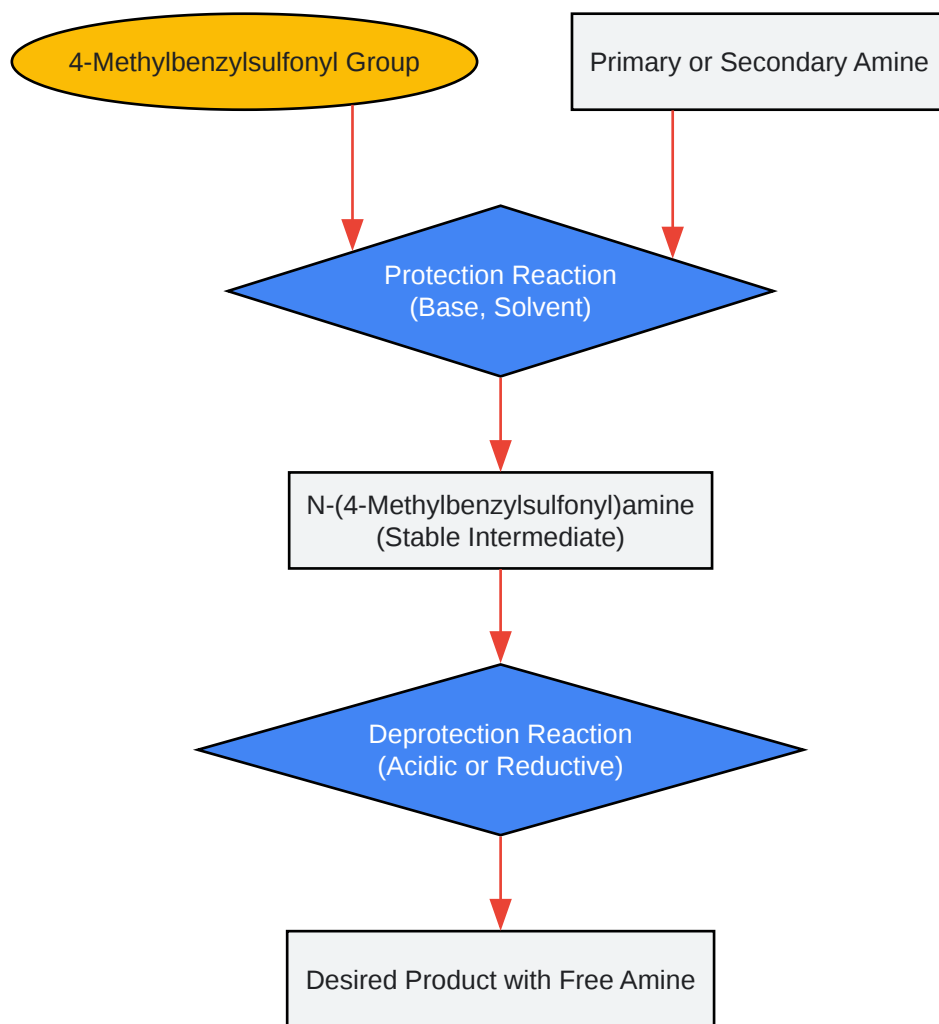 4-Methylbenzylsulfonyl Group
Primary or Secondary Amine
Protection Reaction
(Base, Solvent)
N-(4-Methylbenzylsulfonyl)amine
(Stable Intermediate)
Deprotection Reaction
(Acidic or Reductive)
Desired Product with Free Amine